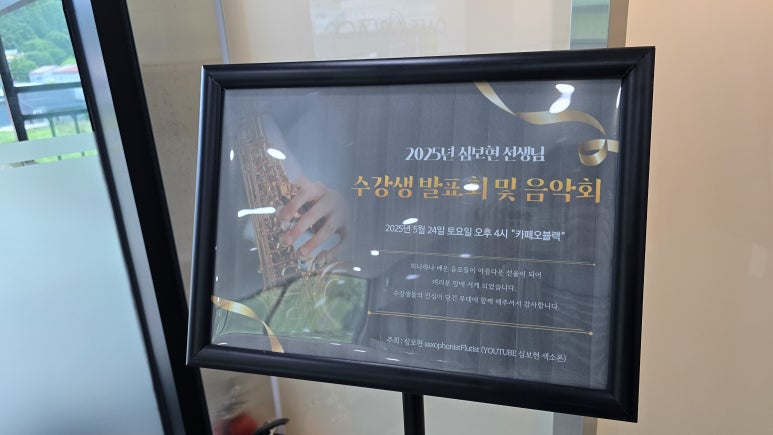 2025년 심보현 선생님
수강생 발표회 및 음악회
2025년 5월 24일 토요일 오후 4시 "카페오블랙"
하나하나 배운 음표들이 아름다운 선율이 되어
여러분 앞에 서게 되었습니다.
수강생들의 진심이 담긴 무대에 함께 해주셔서 감사합니다.
주최 : 심보현 saxophonistFlutist (YOUTUBE 심보현 색소폰)